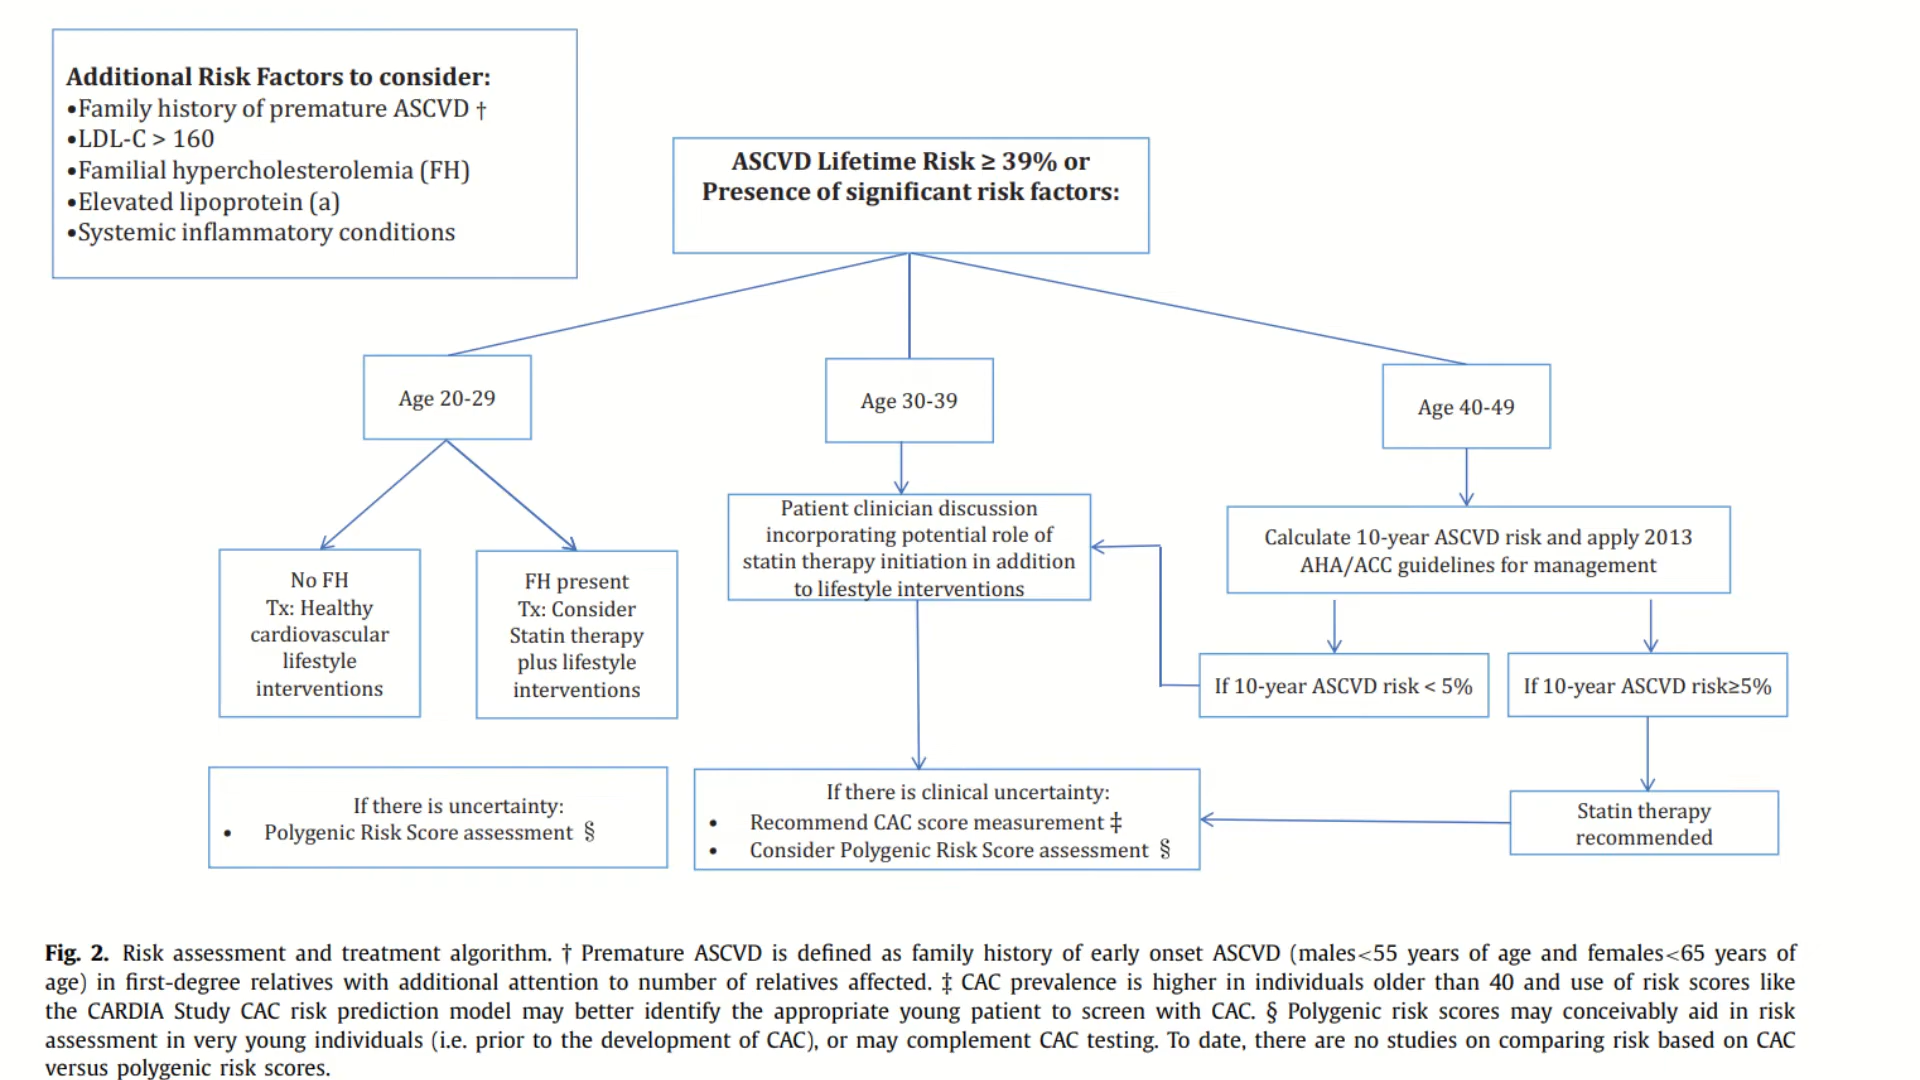 Additional Risk Factors to consider:
•Family history of premature ASCVD †
•LDL-C > 160
•Familial hypercholesterolemia (FH)
•Elevated lipoprotein (a)
•Systemic inflammatory conditions
ASCVD Lifetime Risk ≥ 39% or
Presence of significant risk factors:
Age 20-29
Age 30-39
Age 40-49
No FH
Tx: Healthy
cardiovascular
lifestyle
interventions
FH present
Tx: Consider
Statin therapy
plus lifestyle
interventions
Patient clinician discussion
incorporating potential role of
statin therapy initiation in addition
to lifestyle interventions
Calculate 10-year ASCVD risk and apply 2013
AHA/ACC guidelines for management
If 10-year ASCVD risk < 5%
If 10-year ASCVD risk≥5%
If there is uncertainty:
• Polygenic Risk Score assessment §
If there is clinical uncertainty:
• Recommend CAC score measurement ‡
• Consider Polygenic Risk Score assessment §
Statin therapy
recommended
Fig. 2. Risk assessment and treatment algorithm. † Premature ASCVD is defined as family history of early onset ASCVD (males<55 years of age and females<65 years of
age) in first-degree relatives with additional attention to number of relatives affected. ‡ CAC prevalence is higher in individuals older than 40 and use of risk scores like
the CARDIA Study CAC risk prediction model may better identify the appropriate young patient to screen with CAC. § Polygenic risk scores may conceivably aid in risk
assessment in very young individuals (i.e. prior to the development of CAC), or may complement CAC testing. To date, there are no studies on comparing risk based on CAC
versus polygenic risk scores.